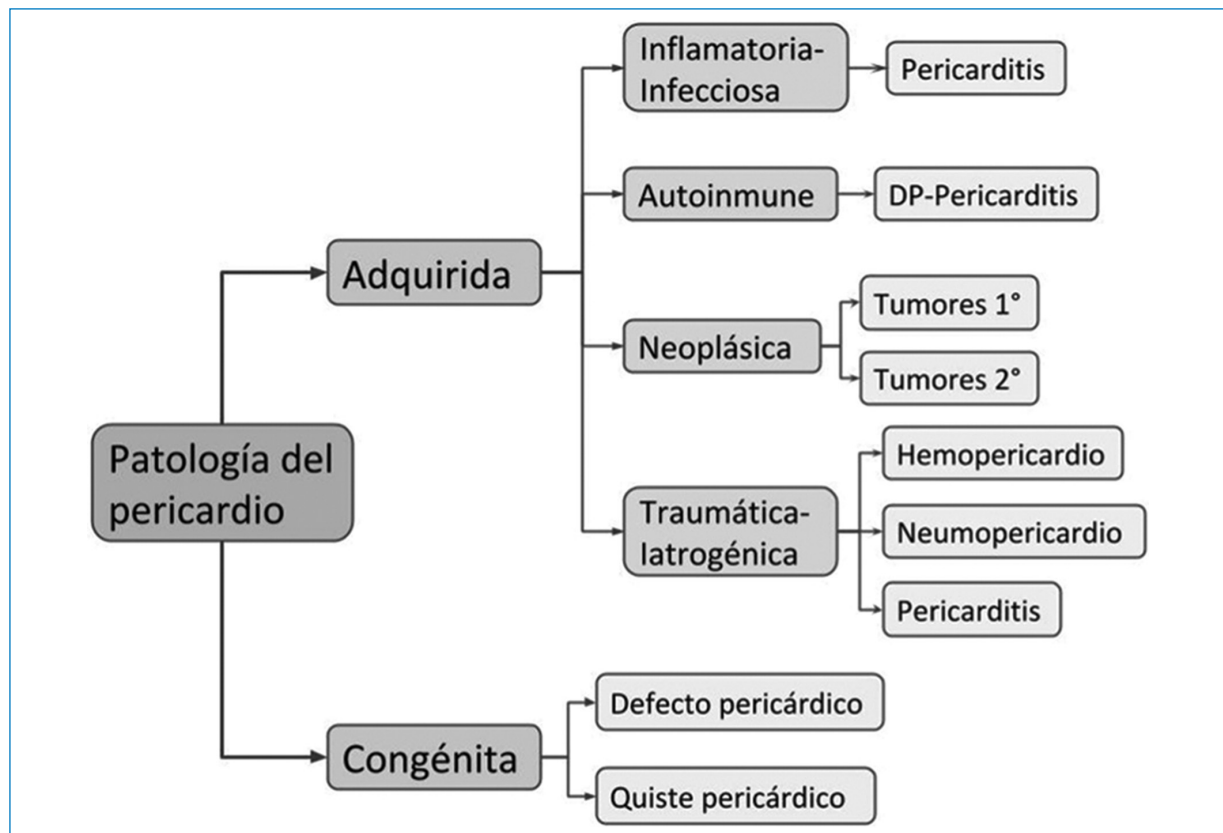 Inflamatoria-
Infecciosa
Pericarditis
Autoinmune
DP-Pericarditis
Adquirida
Tumores 1°
Neoplásica
Tumores 2°
Patología del
pericardio
Hemopericardio
Traumática-
Iatrogénica
Neumopericardio
Pericarditis
Defecto pericárdico
Congénita
Quiste pericárdico